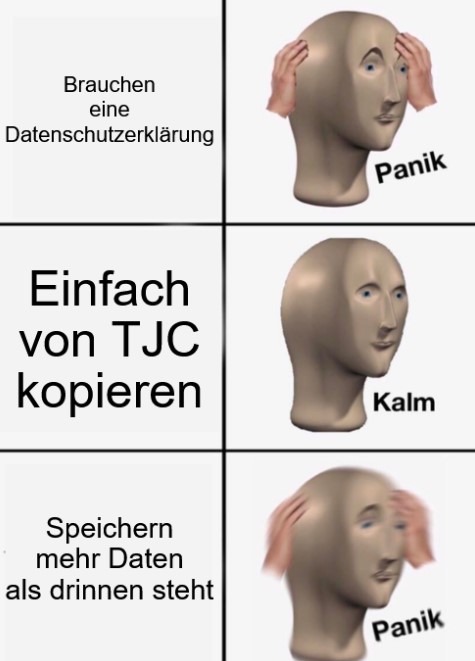 Brauchen
eine
Datenschutzerklärung
Panik
Einfach
von TJC
kopieren
Kalm
Speichern
mehr Daten
als drinnen steht
Panik